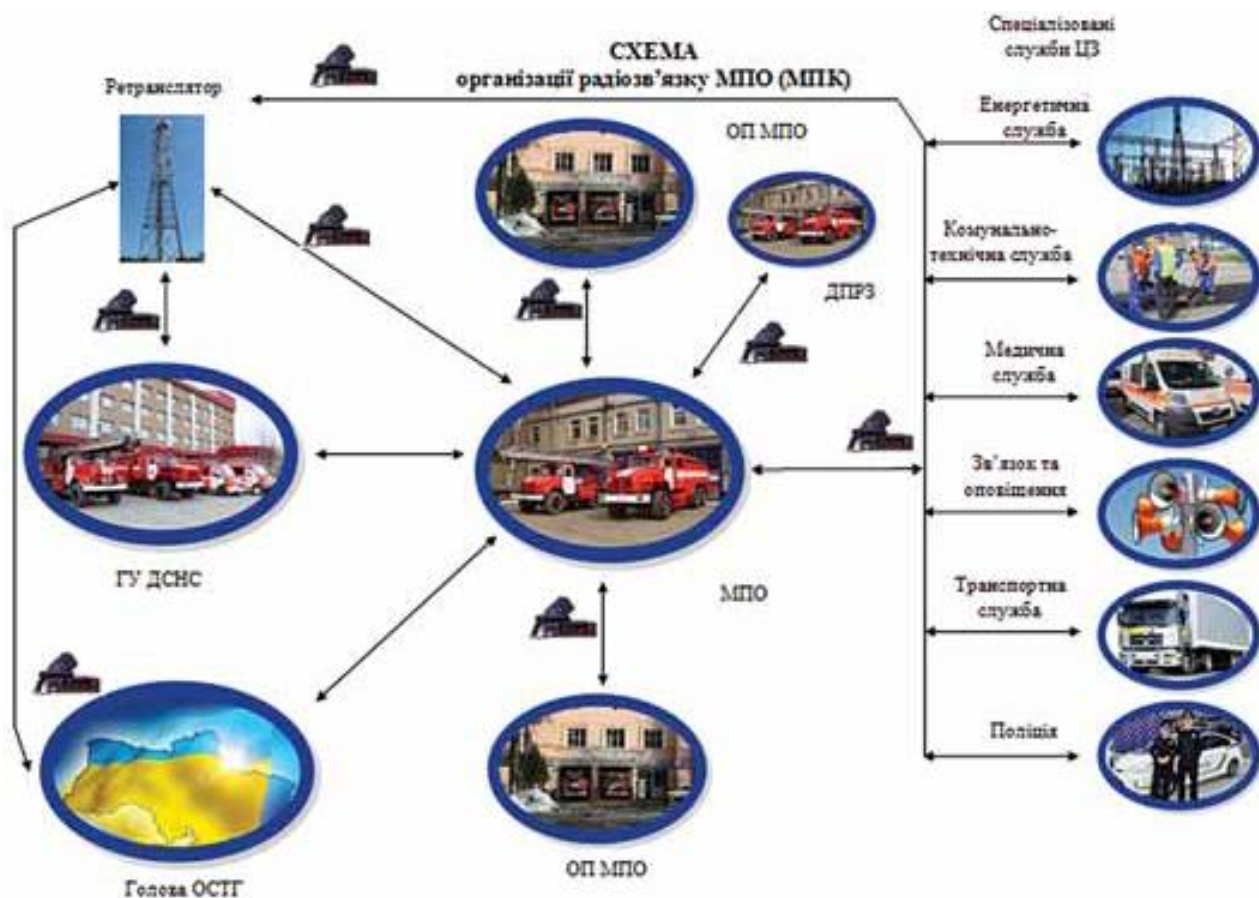 СХЕМА
організації радіозв’язку МПО (МПК)
Спеціалізовані
служби ЦЗ
Ретранслятор
ОП МПО
ДПРЗ
Енергетична
служба
Комунально-
технічна служба
Медична
служба
Зв’язок та
оповіщення
Транспортна
служба
Поліція
ГУ ДСНС
МПО
ОП МПО
Голова ОСТГ